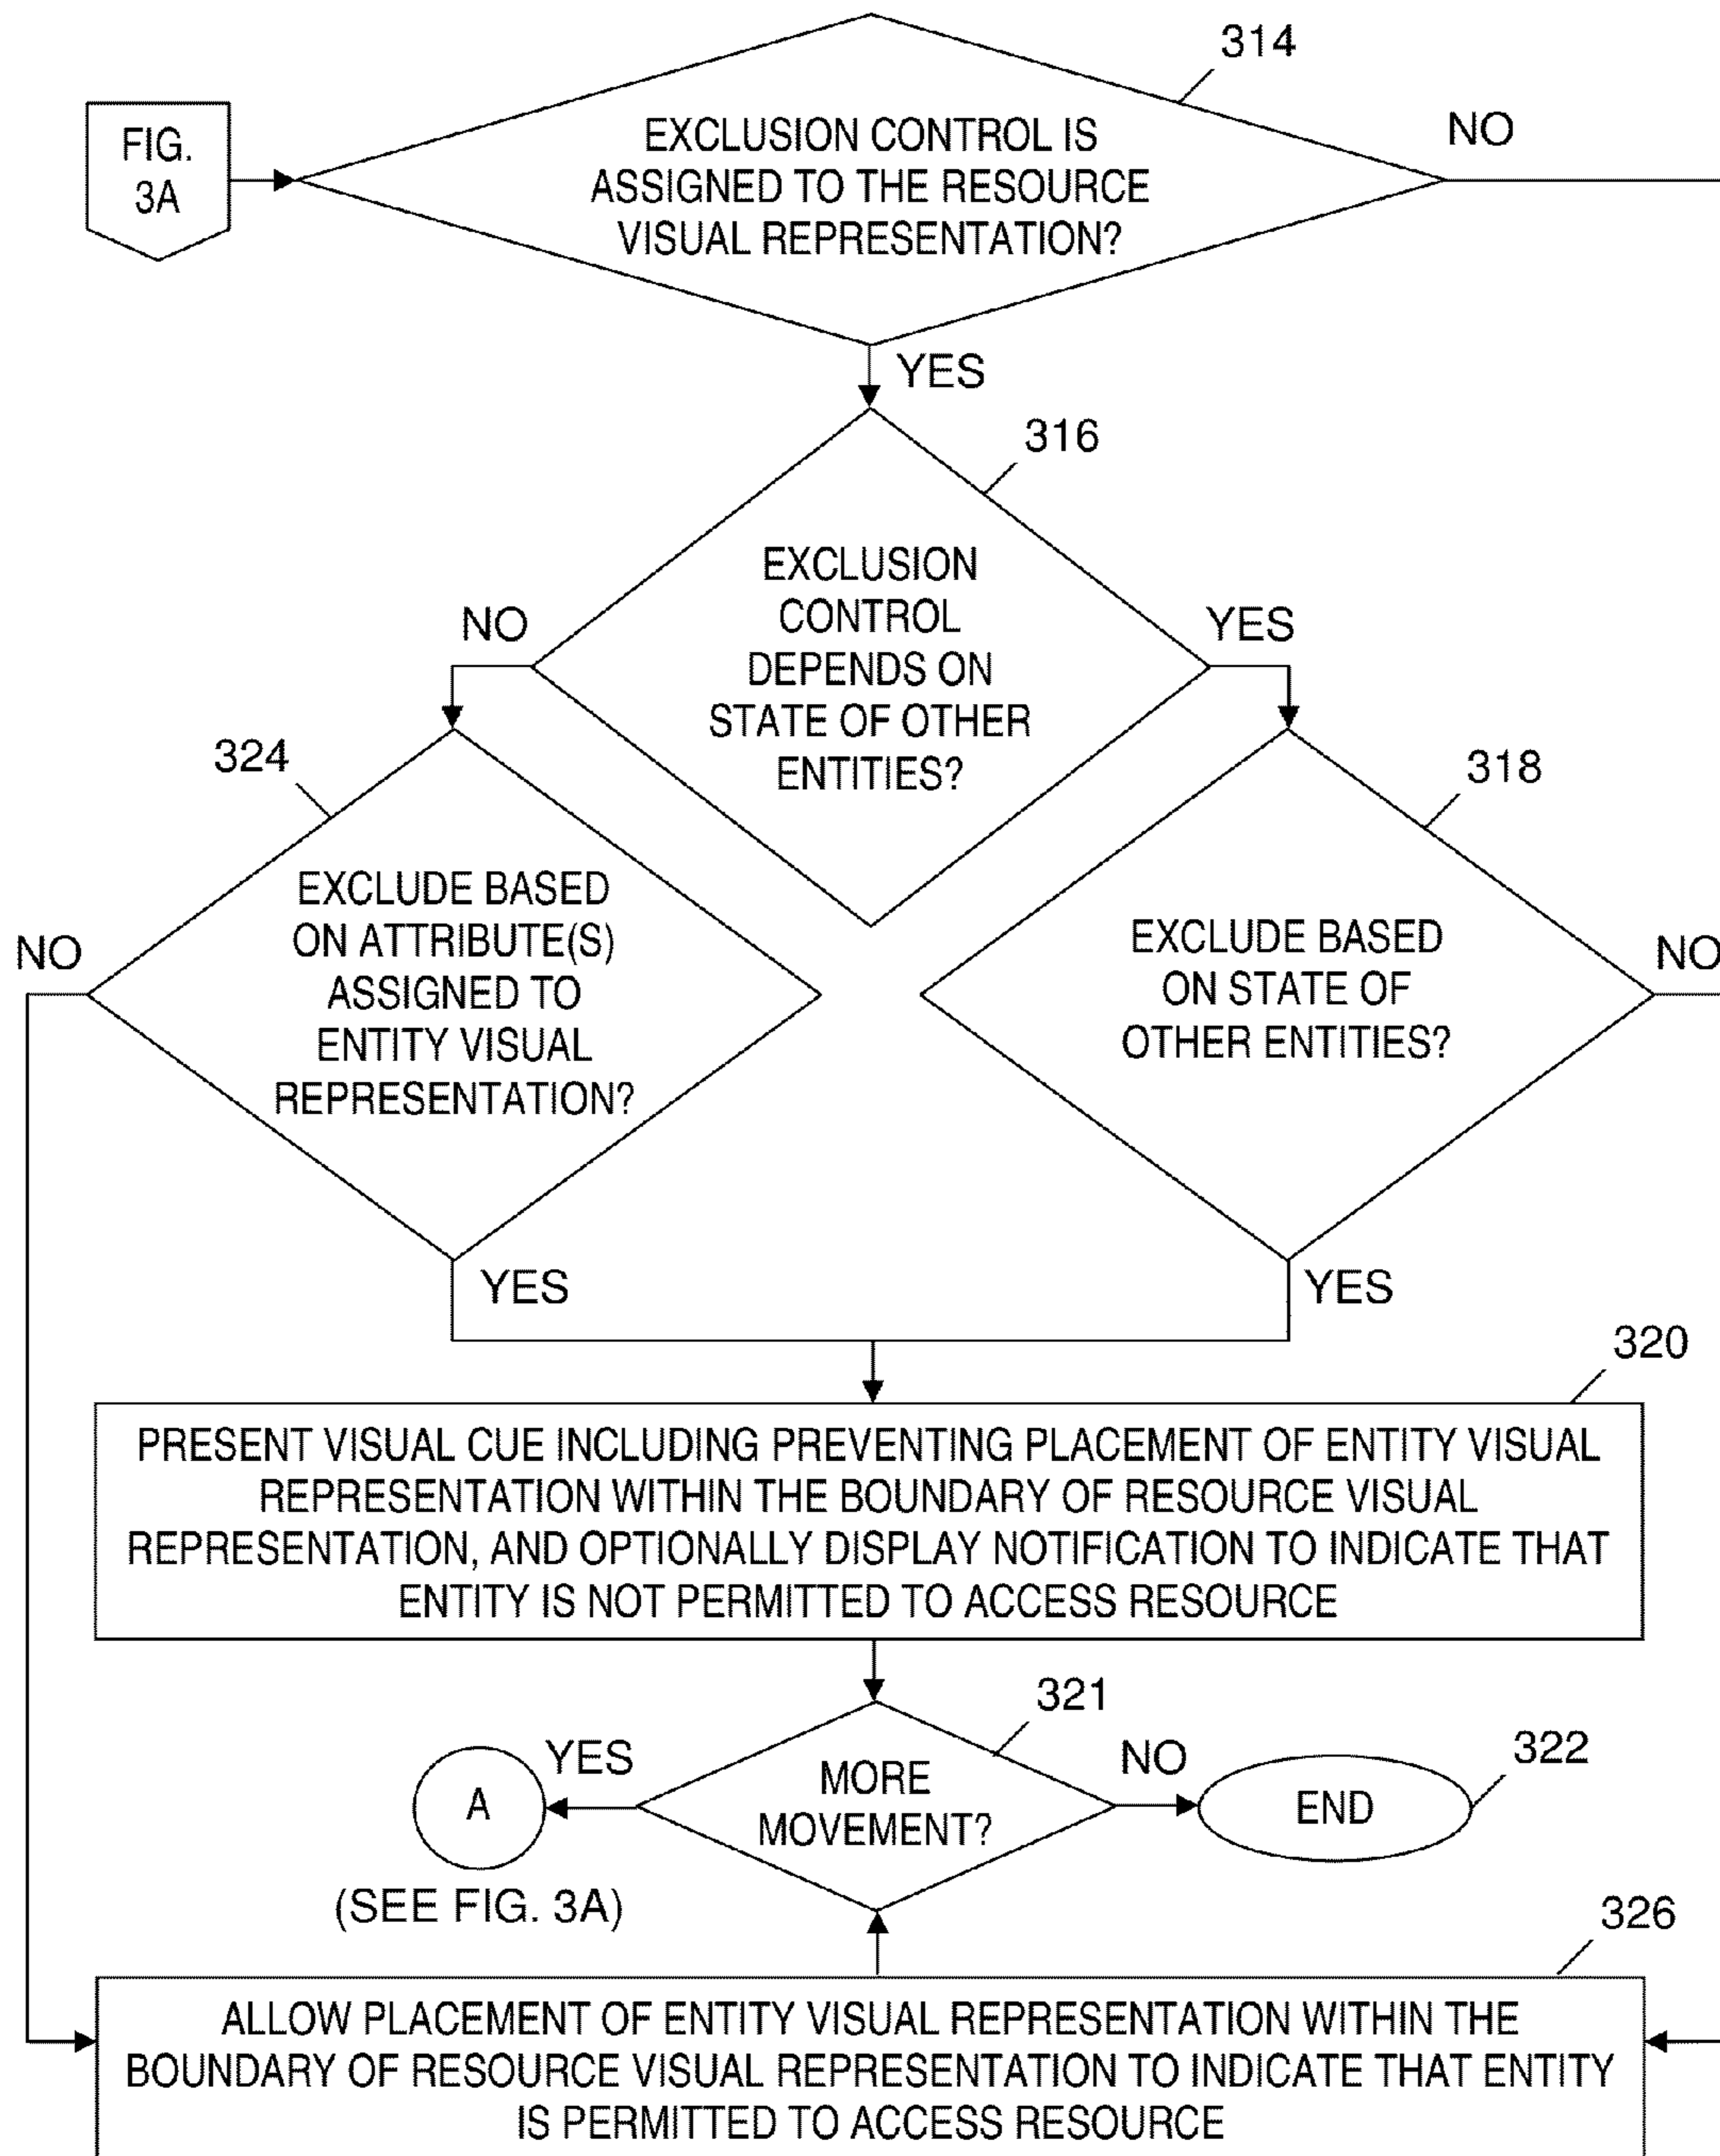 314
FIG.
3A
EXCLUSION CONTROL IS
ASSIGNED TO THE RESOURCE
VISUAL REPRESENTATION?
NO
YES
316
EXCLUSION
CONTROL
DEPENDS ON
STATE OF OTHER
ENTITIES?
NO
YES
324
318
EXCLUDE BASED
ON ATTRIBUTE(S)
ASSIGNED TO
ENTITY VISUAL
REPRESENTATION?
NO
EXCLUDE BASED
ON STATE OF
OTHER ENTITIES?
NO
YES
YES
320
PRESENT VISUAL CUE INCLUDING PREVENTING PLACEMENT OF ENTITY VISUAL
REPRESENTATION WITHIN THE BOUNDARY OF RESOURCE VISUAL
REPRESENTATION, AND OPTIONALLY DISPLAY NOTIFICATION TO INDICATE THAT
ENTITY IS NOT PERMITTED TO ACCESS RESOURCE
321
YES
MORE
MOVEMENT?
NO
322
A
END
(SEE FIG. 3A)
326
ALLOW PLACEMENT OF ENTITY VISUAL REPRESENTATION WITHIN THE
BOUNDARY OF RESOURCE VISUAL REPRESENTATION TO INDICATE THAT ENTITY
IS PERMITTED TO ACCESS RESOURCE